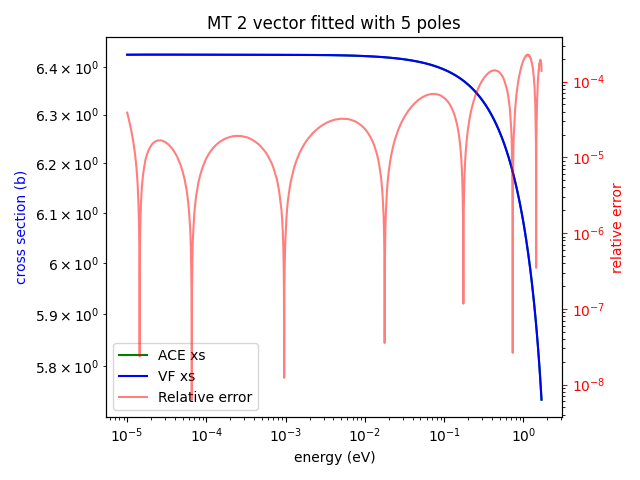 MT 2 vector fitted with 5 poles
6.4 × 10⁰
6.3 × 10⁰
6.2 × 10⁰
6.1 × 10⁰
6 × 10⁰
5.9 × 10⁰
5.8 × 10⁰
cross section (b)
10⁻⁴
10⁻⁵
10⁻⁶
10⁻⁷
10⁻⁸
relative error
ACE xs
VF xs
Relative error
10⁻⁵ 10⁻⁴ 10⁻³ 10⁻² 10⁻¹ 10⁰
energy (eV)